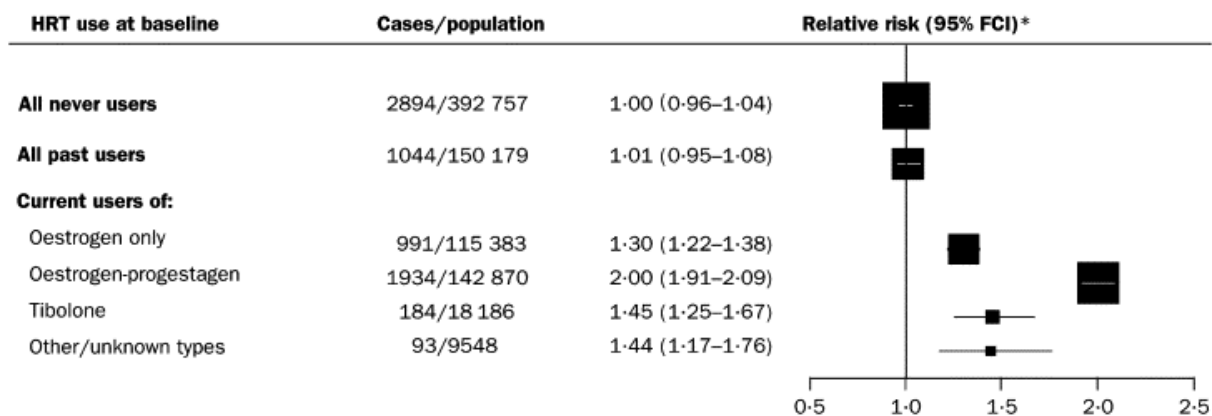 HRT use at baseline Cases/population Relative risk (95% FCI)*
All never users 2894/392 757 1·00 (0·96–1·04)
All past users 1044/150 179 1·01 (0·95–1·08)
Current users of:
Oestrogen only 991/115 383 1·30 (1·22–1·38)
Oestrogen-progestagen 1934/142 870 2·00 (1·91–2·09)
Tibolone 184/18 186 1·45 (1·25–1·67)
Other/unknown types 93/9548 1·44 (1·17–1·76)
0·5 1·0 1·5 2·0 2·5